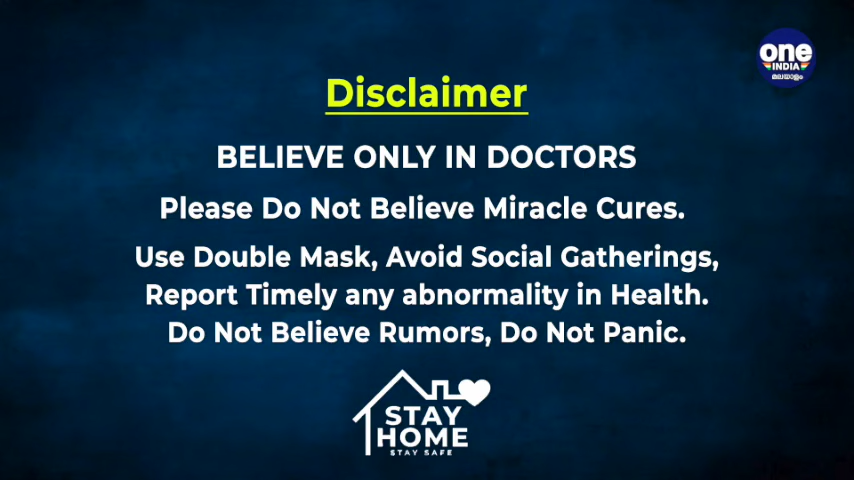 one
INDIA
മലയാളം
Disclaimer
BELIEVE ONLY IN DOCTORS
Please Do Not Believe Miracle Cures.
Use Double Mask, Avoid Social Gatherings,
Report Timely any abnormality in Health.
Do Not Believe Rumors, Do Not Panic.
STAY
HOME
STAY SAFE